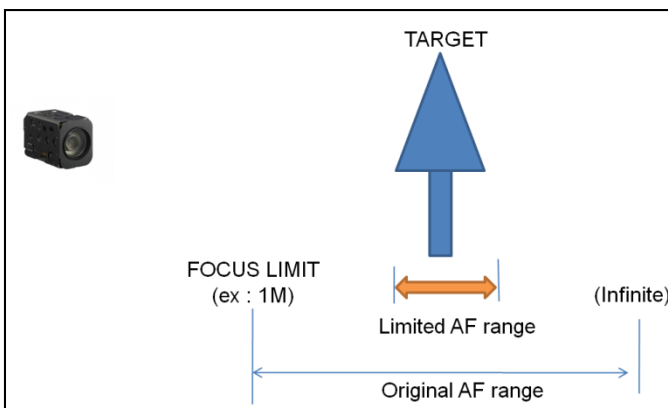 TARGET
FOCUS LIMIT
(ex : 1M)
(Infinite)
Limited AF range
Original AF range